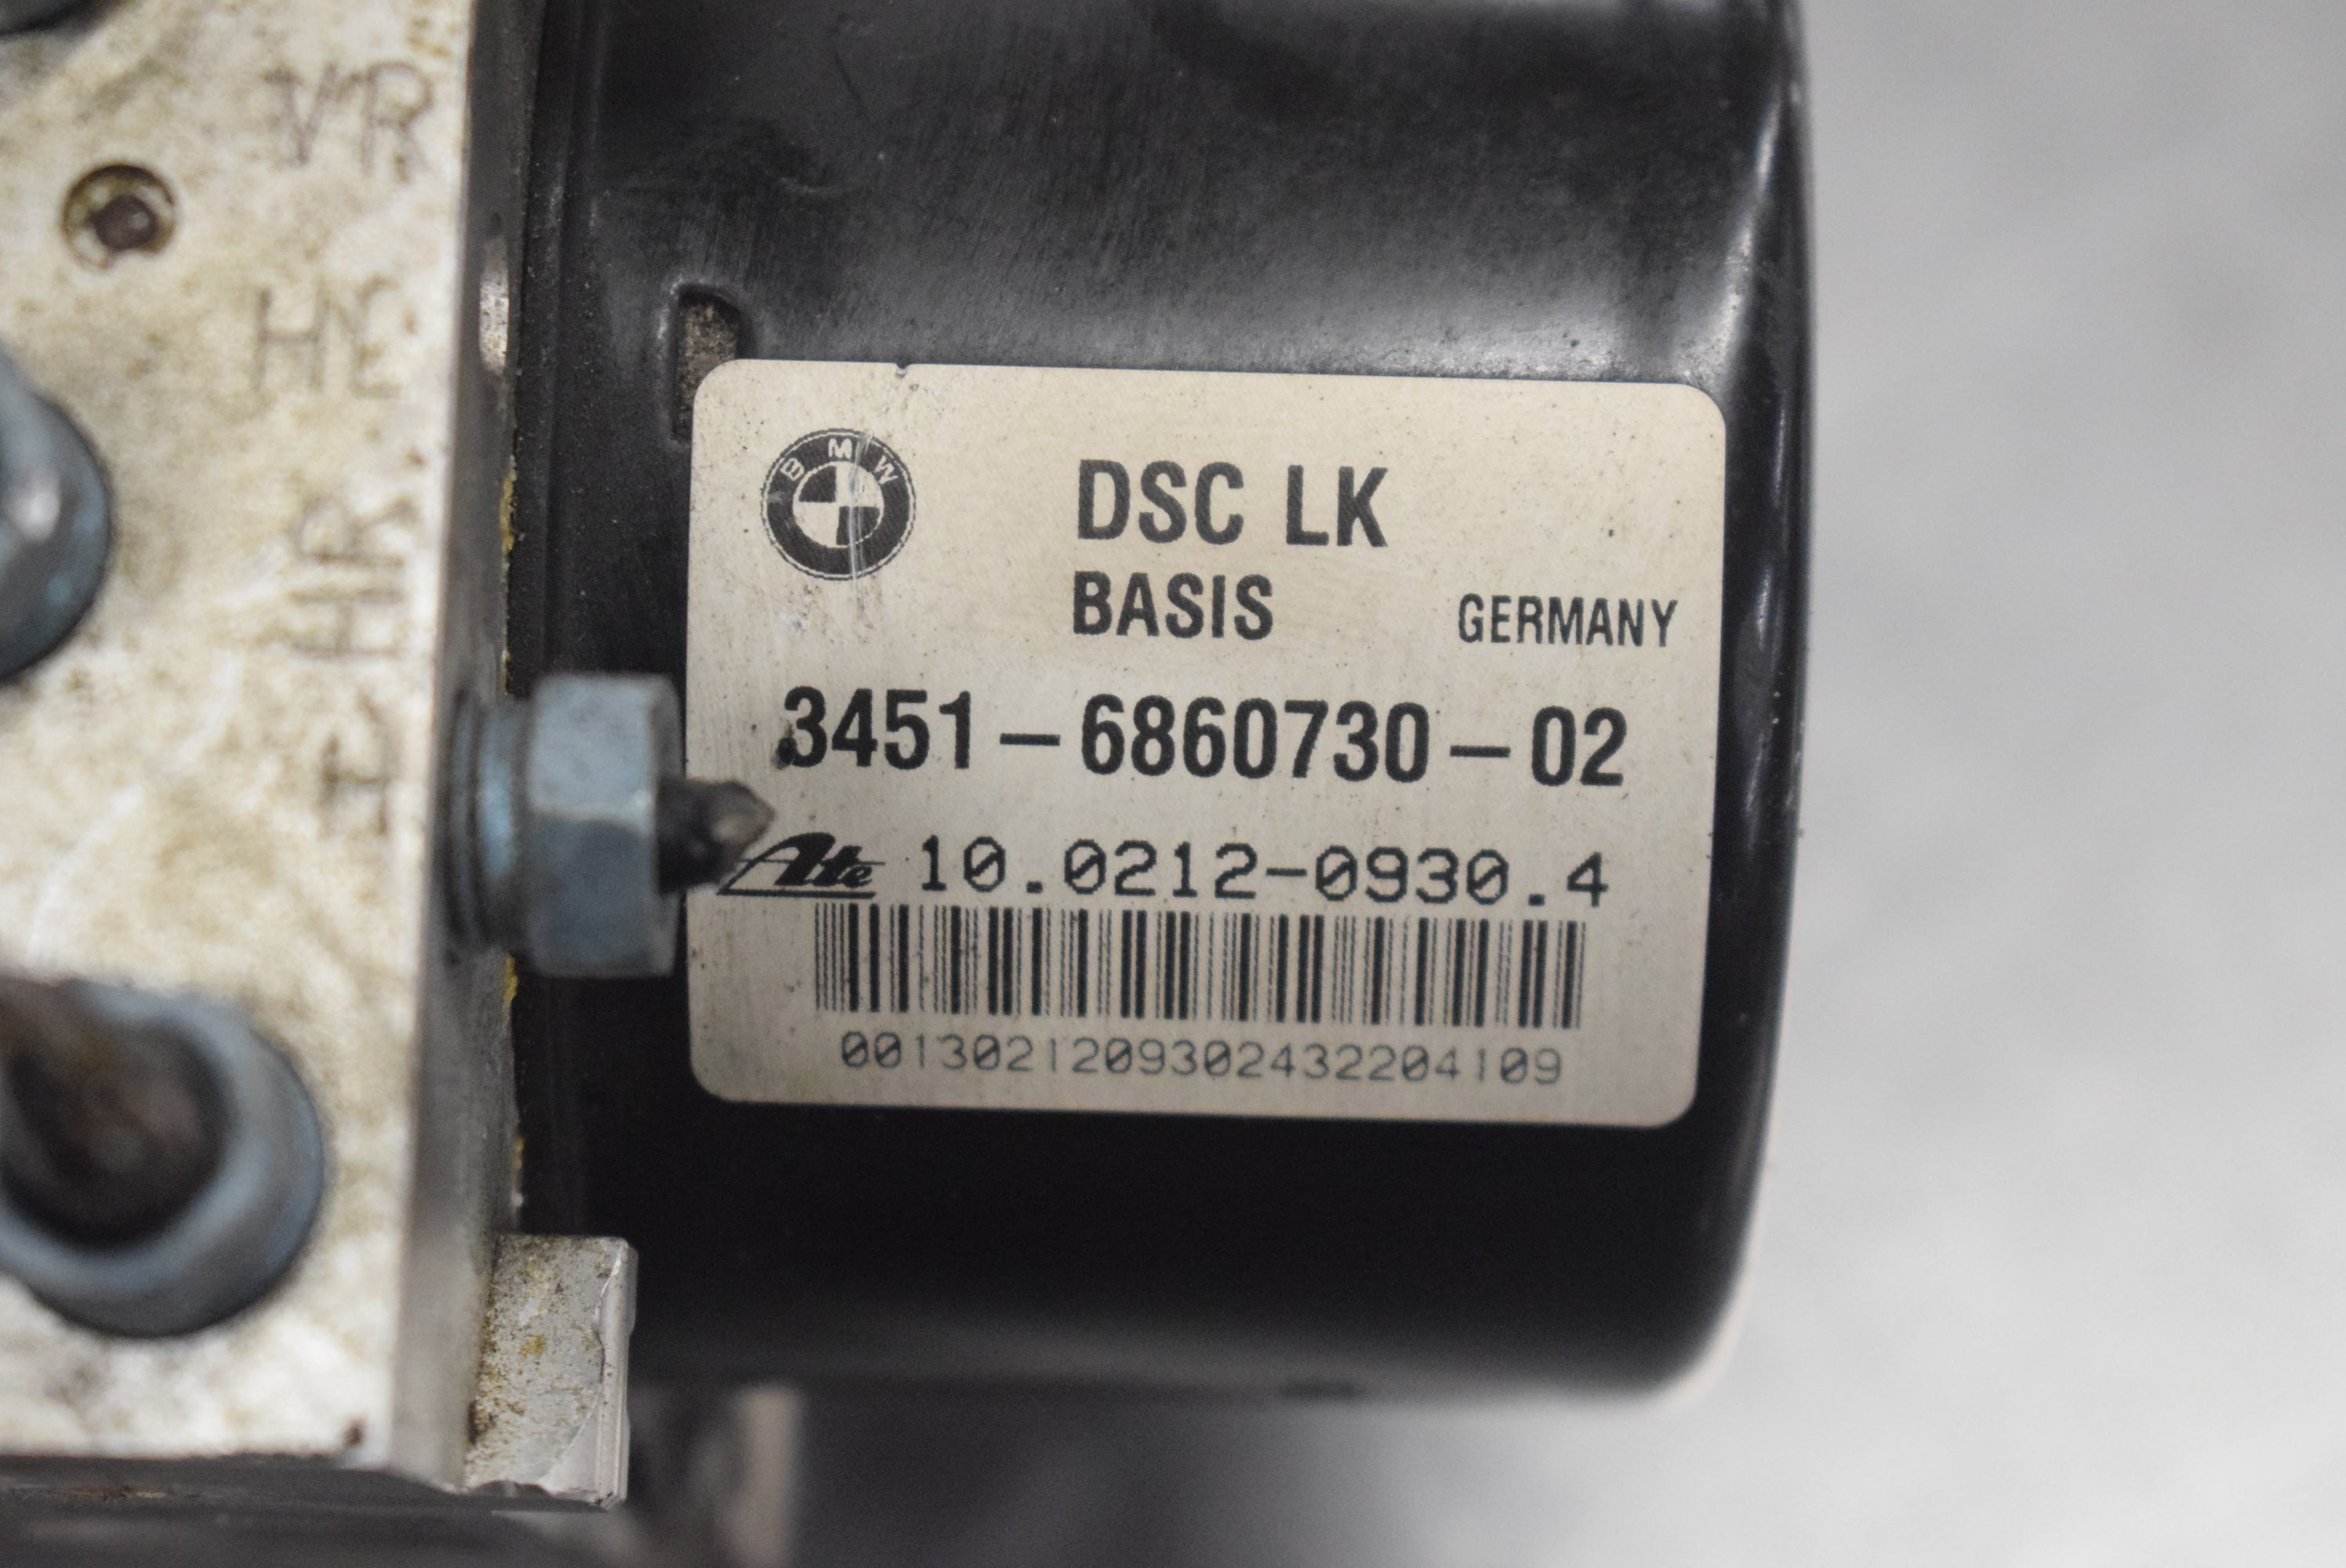 VR
HL
HR
BMW
DSC LK
BASIS
GERMANY
3451-6860730-02
Ate 10.0212-0930.4
0013021209302432204109